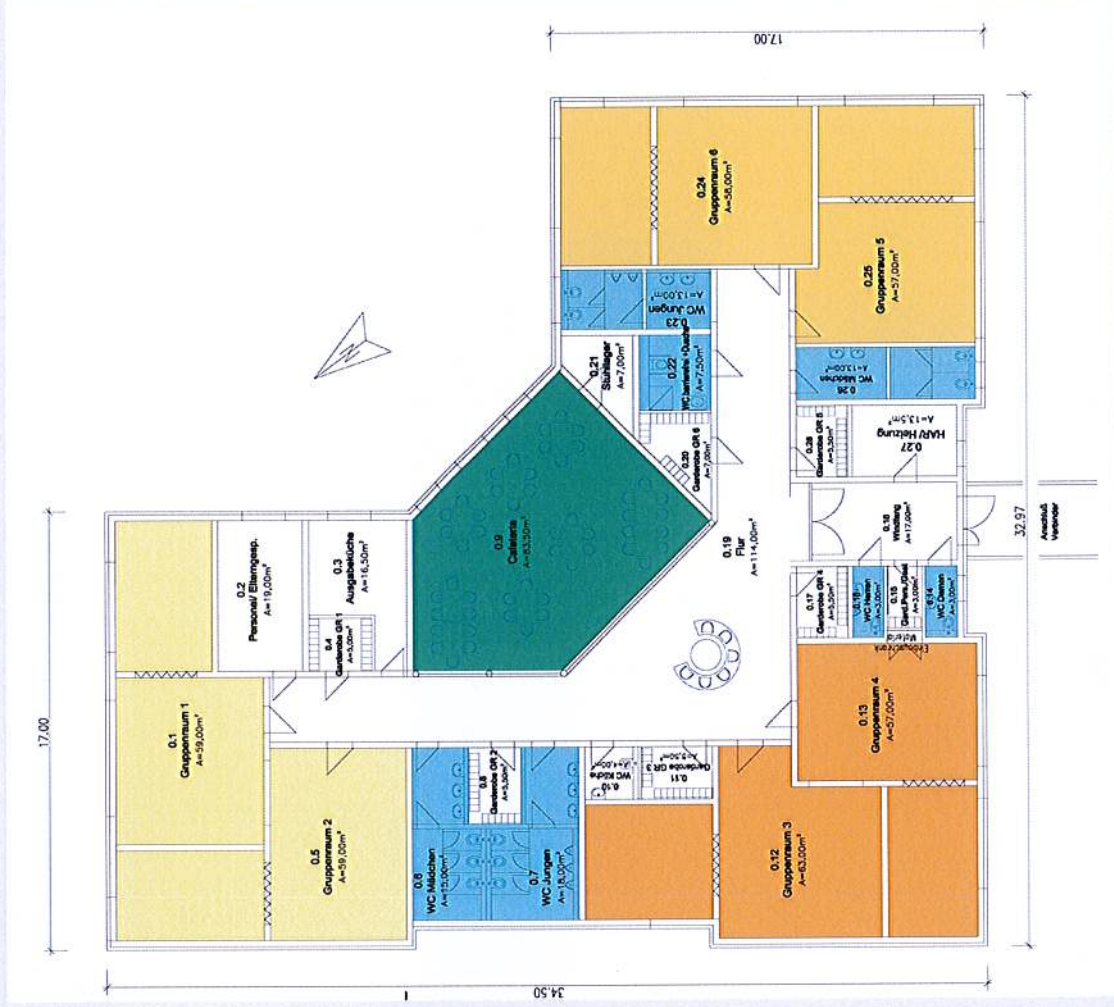 17.00
0.24
Gruppenraum 6
A=58,00m²
0.25
Gruppenraum 5
A=57,00m²
WC Jungen
0.23
A=13,00m²
0.21
Stuhllager
A=7,00m²
0.22
A=7,50m²
0.26
WC Mädchen
A=13,00m²
0.20
Garderobe GR 6
A=7,00m²
0.28
Garderobe GR 5
A=5,50m²
0.27
HAR/ Heizung
A=13,5m²
0.9
Cafeteria
A=83,50m²
0.19
Flur
A=114,00m²
0.18
Windfang
A=17,00m²
32.97
Anschluß
Verbinder
0.2
Personal/ Elterngesp.
A=19,00m²
0.3
Ausgabeküche
A=16,50m²
0.4
Garderobe GR 1
A=5,00m²
0.17
Garderobe GR 4
A=5,50m²
WC Herren
A=3,00m²
0.15
A=3,00m²
0.14
WC Damen
A=3,00m²
Material
Einbauschrank
17.00
0.1
Gruppenraum 1
A=59,00m²
0.5
Gruppenraum 2
A=59,00m²
0.8
Garderobe GR 2
A=5,50m²
0.6
WC Mädchen
A=15,00m²
0.7
WC Jungen
0.10
WC Küche
A=4,00m²
0.11
Garderobe GR 3
A=5,50m²
0.12
Gruppenraum 3
A=63,00m²
0.13
Gruppenraum 4
A=57,00m²
34.50